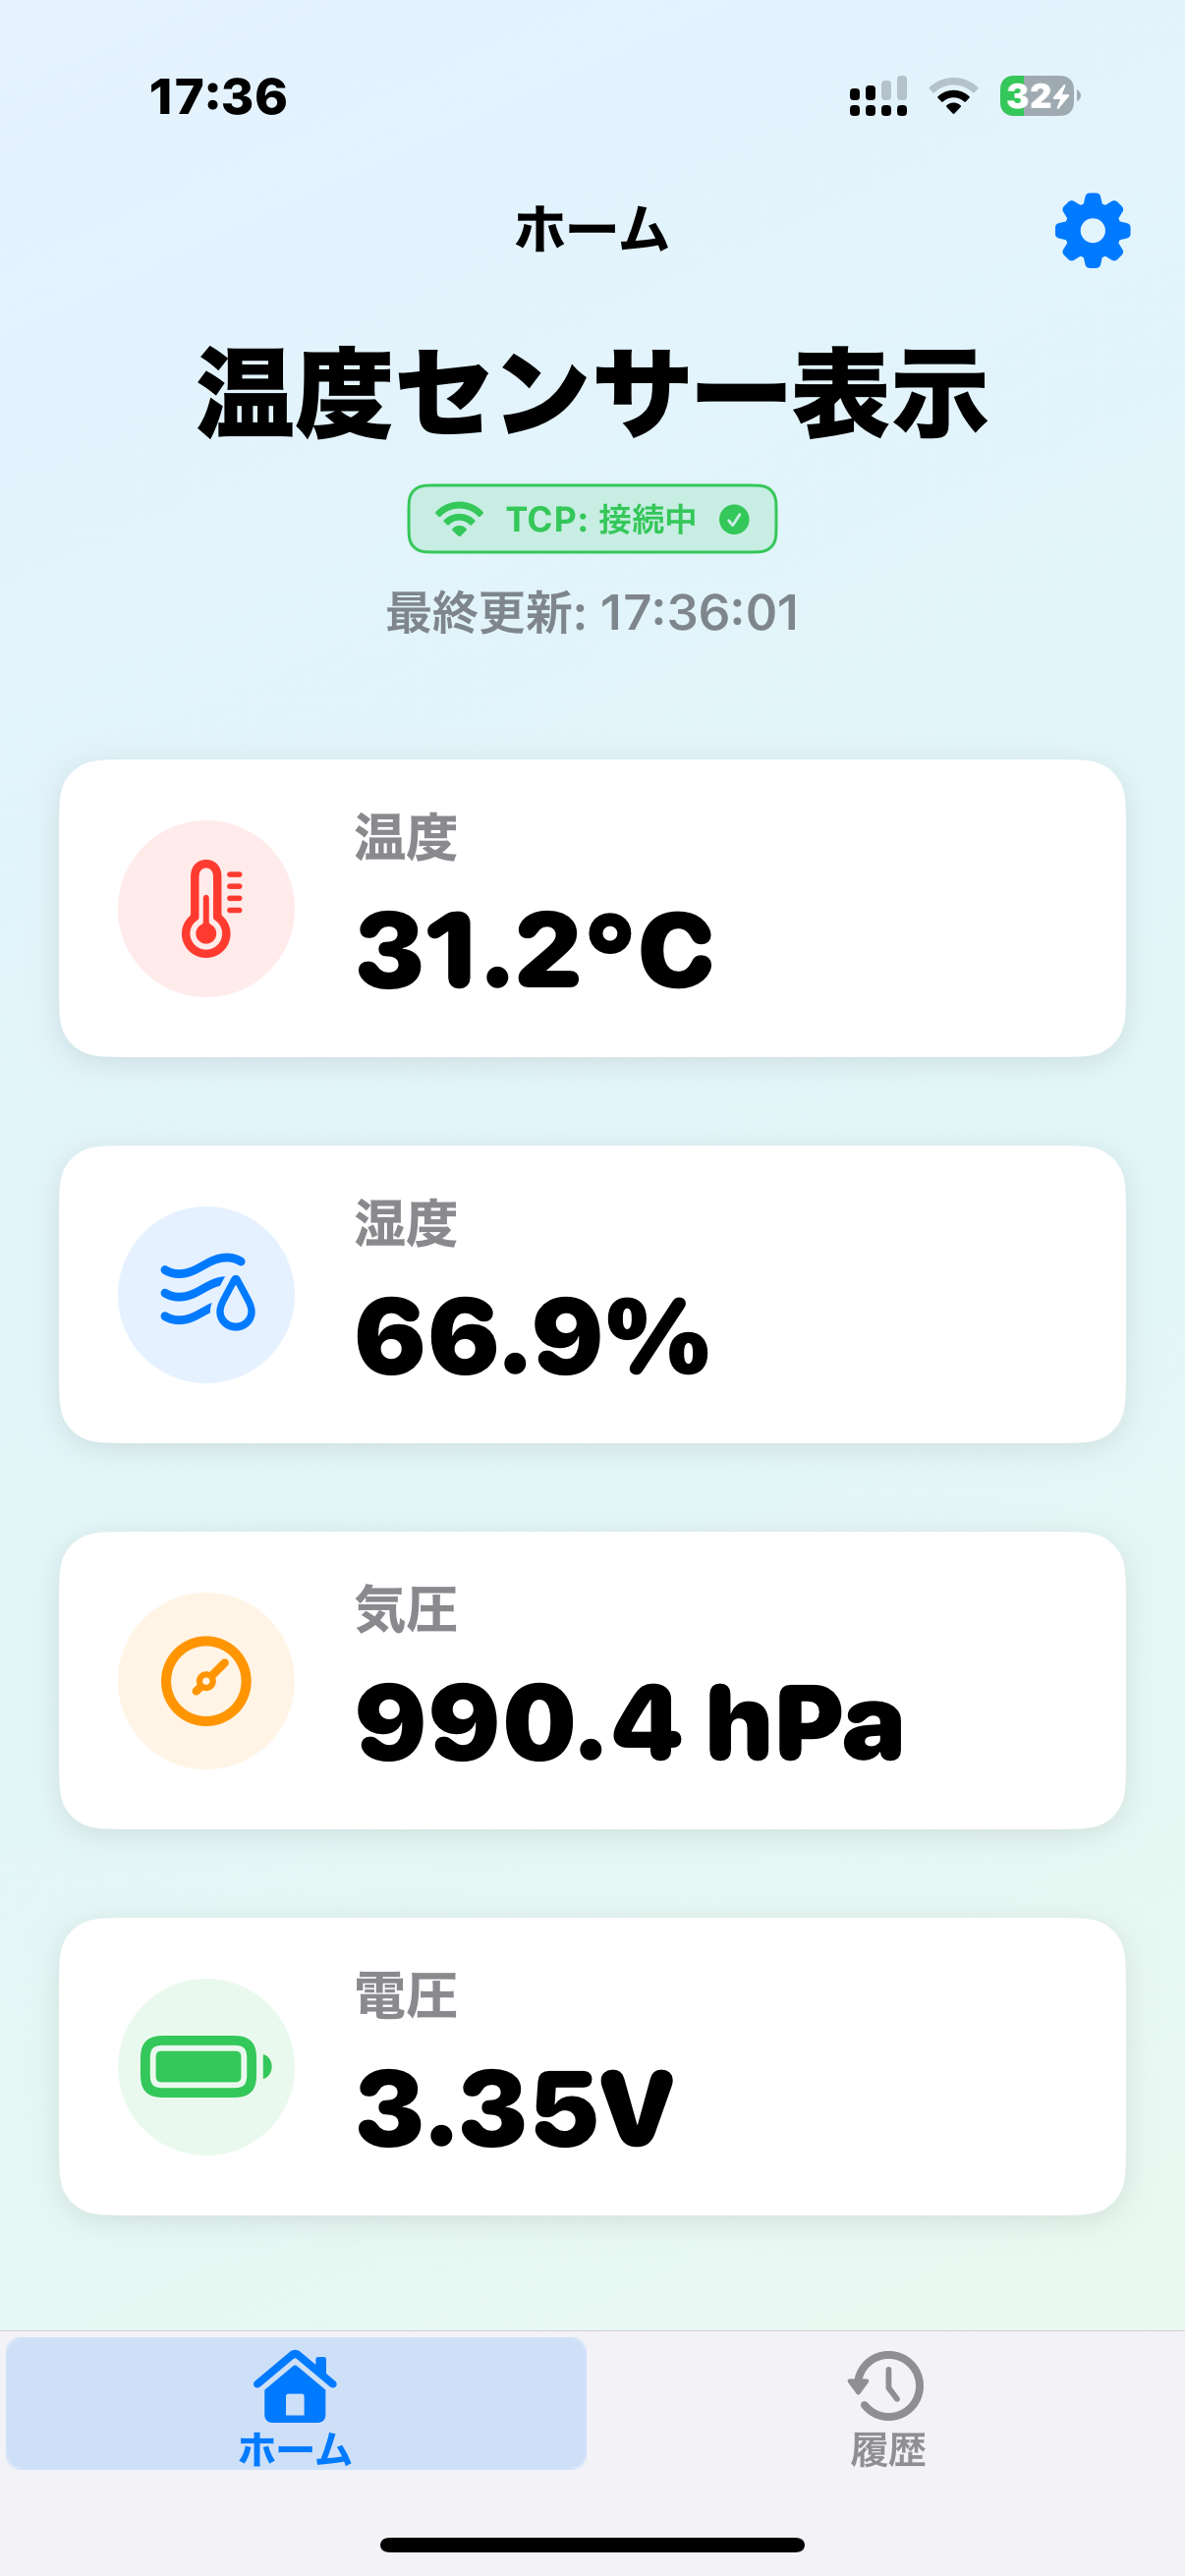 17:36
32
ホーム
温度センサー表示
TCP: 接続中
最終更新: 17:36:01
温度
31.2°C
湿度
66.9%
気圧
990.4 hPa
電圧
3.35V
ホーム
履歴